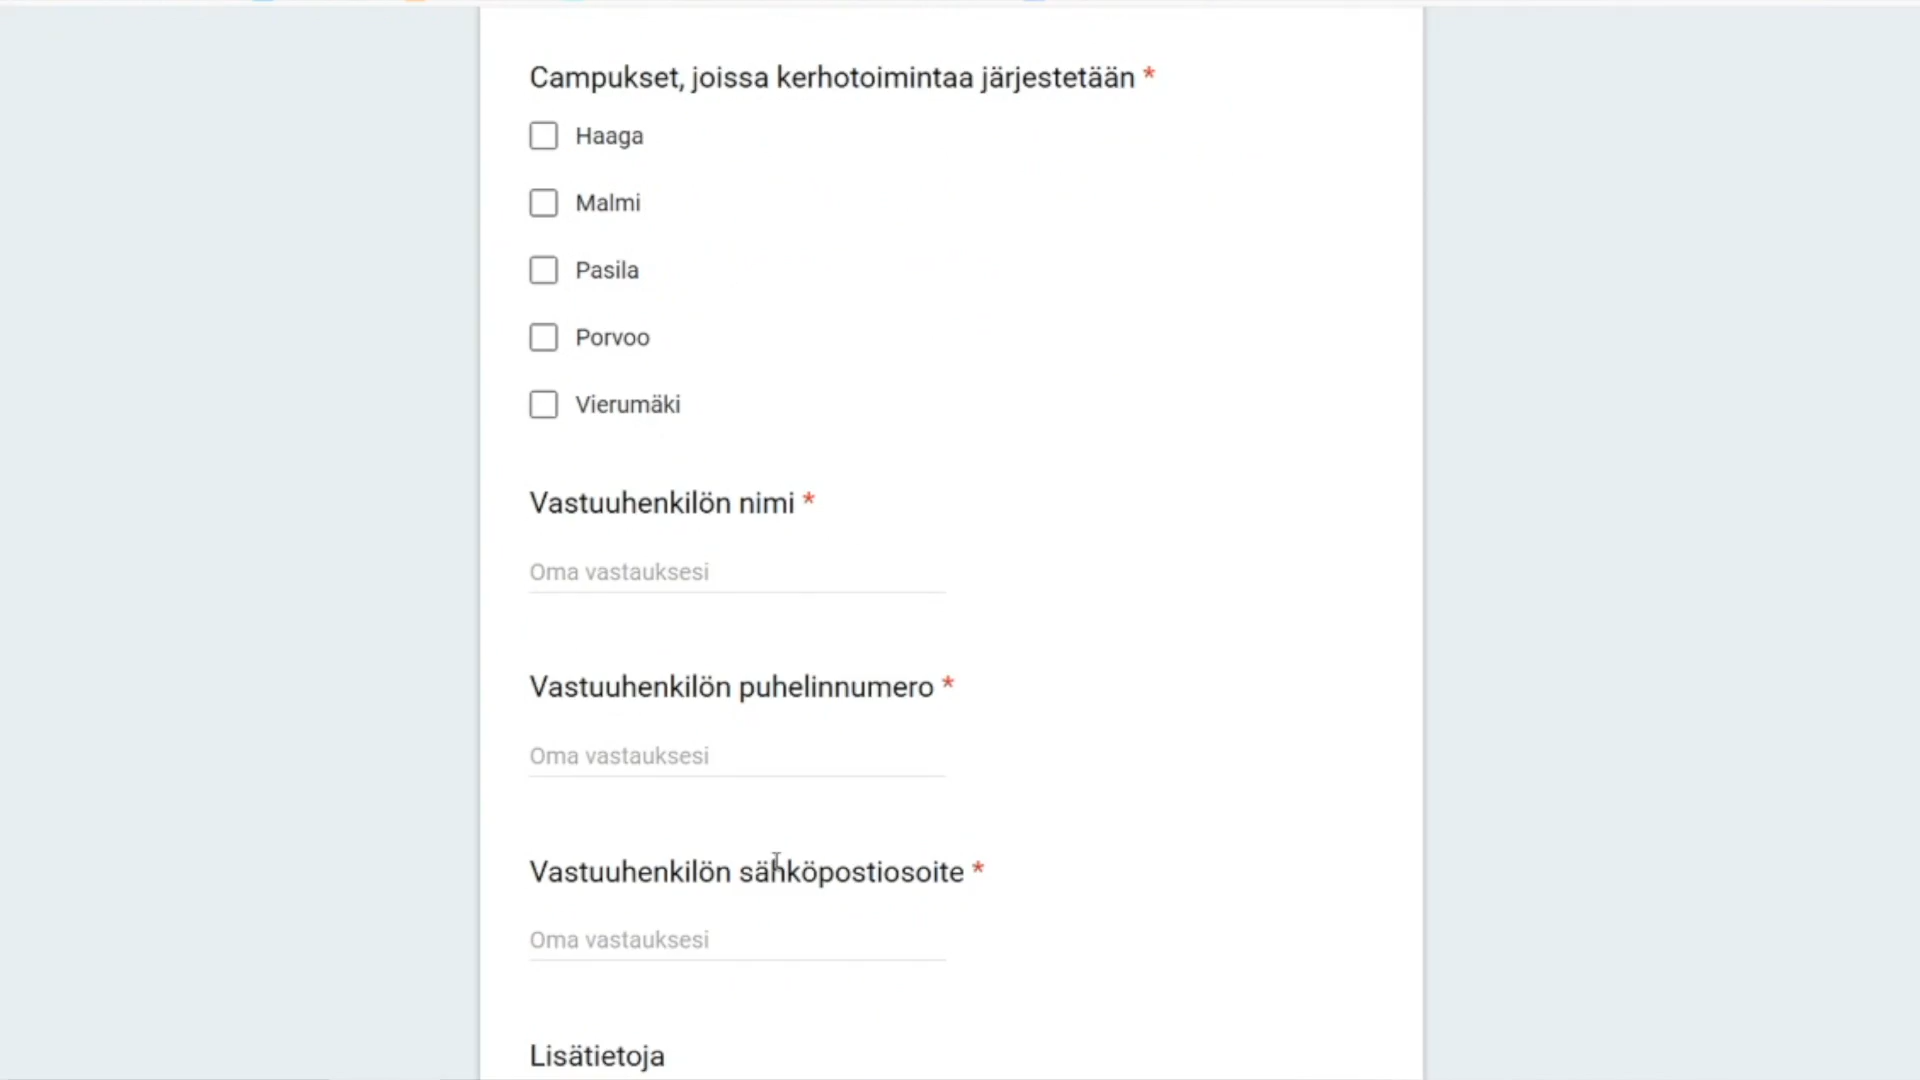 Campukset, joissa kerhotoimintaa järjestetään *
Haaga
Malmi
Pasila
Porvoo
Vierumäki
Vastuuhenkilön nimi *
Oma vastauksesi
Vastuuhenkilön puhelinnumero *
Oma vastauksesi
Vastuuhenkilön sähköpostiosoite *
Oma vastauksesi
Lisätietoja